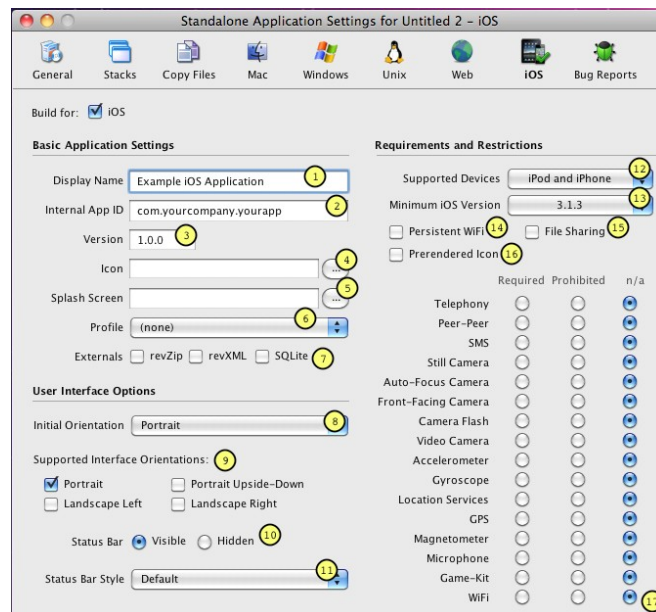 Standalone Application Settings for Untitled 2 - iOS
General Stacks Copy Files Mac Windows Unix Web iOS Bug Reports
Build for: iOS
Basic Application Settings
Display Name Example iOS Application 1
Internal App ID com.yourcompany.yourapp 2
Version 1.0.0 3
Icon ... 4
Splash Screen ... 5
Profile (none) 6
Externals revZip revXML SQLite 7
User Interface Options
Initial Orientation Portrait 8
Supported Interface Orientations: 9
Portrait Portrait Upside-Down
Landscape Left Landscape Right
Status Bar Visible Hidden 10
Status Bar Style Default 11
Requirements and Restrictions
Supported Devices iPod and iPhone 12
Minimum iOS Version 3.1.3 13
Persistent WiFi 14 File Sharing 15
Prerendered Icon 16
Required Prohibited n/a
Telephony
Peer-Peer
SMS
Still Camera
Auto-Focus Camera
Front-Facing Camera
Camera Flash
Video Camera
Accelerometer
Gyroscope
Location Services
GPS
Magnetometer
Microphone
Game-Kit
WiFi 17